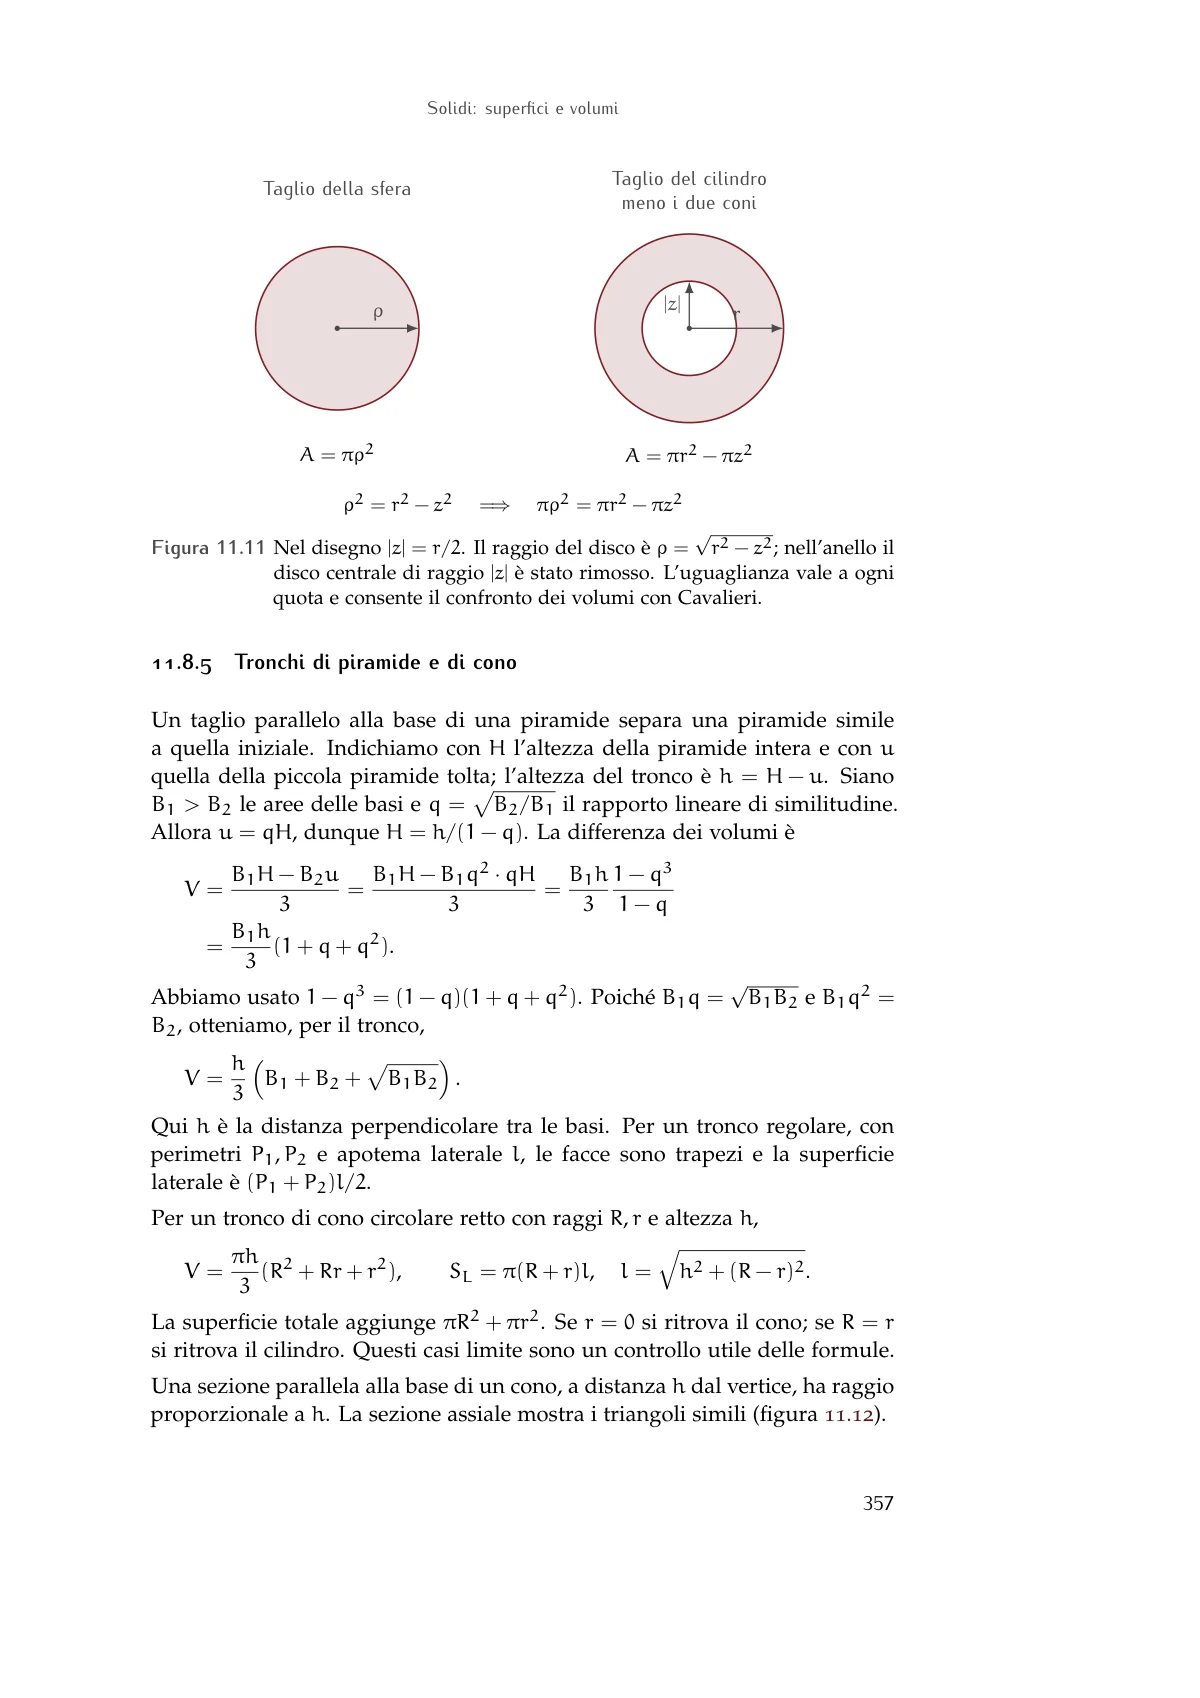 Solidi: superfici e volumi
Taglio della sfera
Taglio del cilindro
meno i due coni
ρ
|z|
r
A = πρ²
A = πr² − πz²
ρ² = r² − z² ⟹ πρ² = πr² − πz²
Figura 11.11 Nel disegno |z| = r/2. Il raggio del disco è ρ = √(r² − z²); nell'anello il
disco centrale di raggio |z| è stato rimosso. L'uguaglianza vale a ogni
quota e consente il confronto dei volumi con Cavalieri.
11.8.5 Tronchi di piramide e di cono
Un taglio parallelo alla base di una piramide separa una piramide simile
a quella iniziale. Indichiamo con H l'altezza della piramide intera e con u
quella della piccola piramide tolta; l'altezza del tronco è h = H − u. Siano
B₁ > B₂ le aree delle basi e q = √(B₂/B₁) il rapporto lineare di similitudine.
Allora u = qH, dunque H = h/(1 − q). La differenza dei volumi è
V = (B₁H − B₂u)/3 = (B₁H − B₁q² · qH)/3 = (B₁h/3) (1 − q³)/(1 − q)
= (B₁h/3)(1 + q + q²).
Abbiamo usato 1 − q³ = (1 − q)(1 + q + q²). Poiché B₁q = √(B₁B₂) e B₁q² =
B₂, otteniamo, per il tronco,
V = (h/3) (B₁ + B₂ + √(B₁B₂)).
Qui h è la distanza perpendicolare tra le basi. Per un tronco regolare, con
perimetri P₁, P₂ e apotema laterale l, le facce sono trapezi e la superficie
laterale è (P₁ + P₂)l/2.
Per un tronco di cono circolare retto con raggi R, r e altezza h,
V = (πh/3)(R² + Rr + r²), S_L = π(R + r)l, l = √(h² + (R − r)²).
La superficie totale aggiunge πR² + πr². Se r = 0 si ritrova il cono; se R = r
si ritrova il cilindro. Questi casi limite sono un controllo utile delle formule.
Una sezione parallela alla base di un cono, a distanza h dal vertice, ha raggio
proporzionale a h. La sezione assiale mostra i triangoli simili (figura 11.12).
357